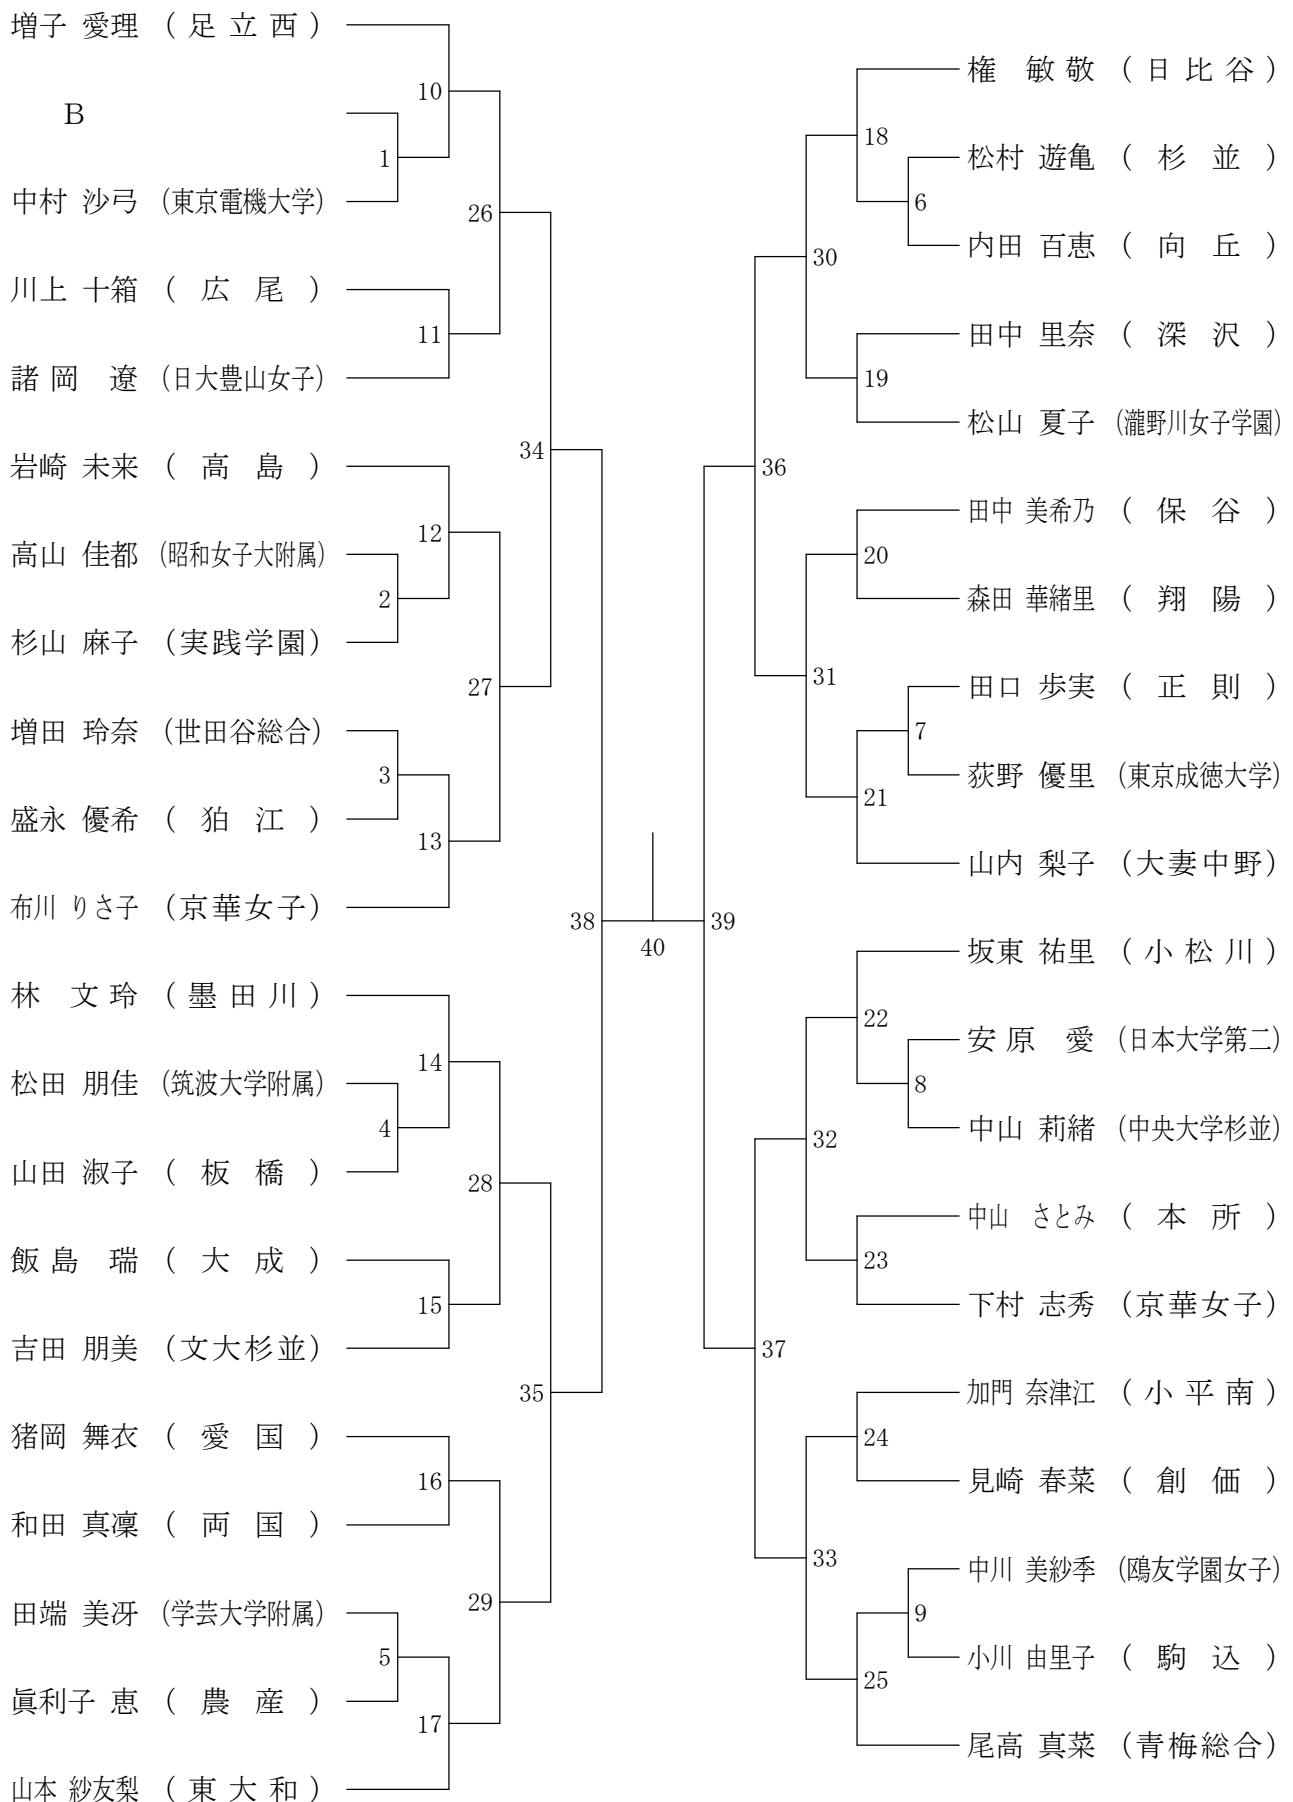 増子 愛理 （足立西）
10
B
1
中村 沙弓 （東京電機大学）
26
川上 十箱 （広尾）
11
諸岡 遼 （日大豊山女子）
34
岩崎 未来 （高島）
12
高山 佳都 （昭和女子大附属）
2
杉山 麻子 （実践学園）
27
増田 玲奈 （世田谷総合）
3
盛永 優希 （狛江）
13
布川 りさ子 （京華女子）
38
林 文玲 （墨田川）
14
松田 朋佳 （筑波大学附属）
4
山田 淑子 （板橋）
28
飯島 瑞 （大成）
15
吉田 朋美 （文大杉並）
35
猪岡 舞衣 （愛国）
16
和田 真凜 （両国）
29
田端 美冴 （学芸大学附属）
5
眞利子 恵 （農産）
17
山本 紗友梨 （東大和）
40
権 敏敬 （日比谷）
18
松村 遊亀 （杉並）
6
内田 百恵 （向丘）
30
田中 里奈 （深沢）
19
松山 夏子 （瀧野川女子学園）
36
田中 美希乃 （保谷）
20
森田 華緒里 （翔陽）
31
田口 歩実 （正則）
7
荻野 優里 （東京成徳大学）
21
山内 梨子 （大妻中野）
39
坂東 祐里 （小松川）
22
安原 愛 （日本大学第二）
8
中山 莉緒 （中央大学杉並）
32
中山 さとみ （本所）
23
下村 志秀 （京華女子）
37
加門 奈津江 （小平南）
24
見崎 春菜 （創価）
33
中川 美紗季 （鴎友学園女子）
9
小川 由里子 （駒込）
25
尾高 真菜 （青梅総合）